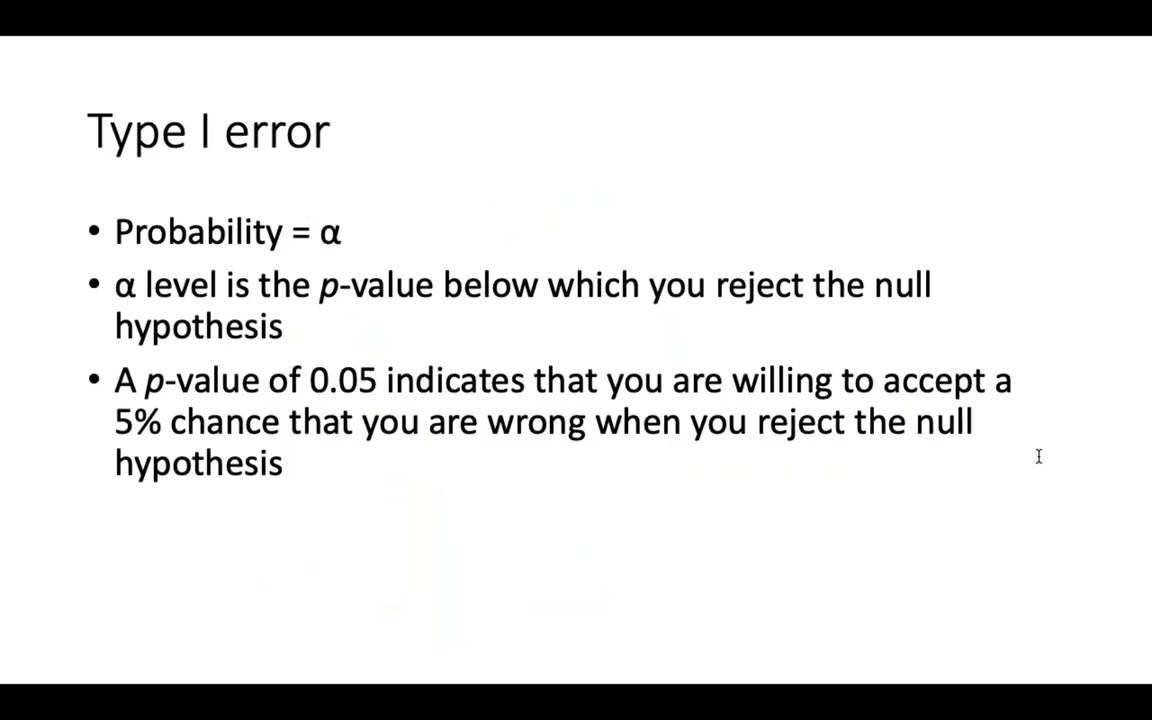 Type I error
• Probability = α
• α level is the p-value below which you reject the null
hypothesis
• A p-value of 0.05 indicates that you are willing to accept a
5% chance that you are wrong when you reject the null
hypothesis